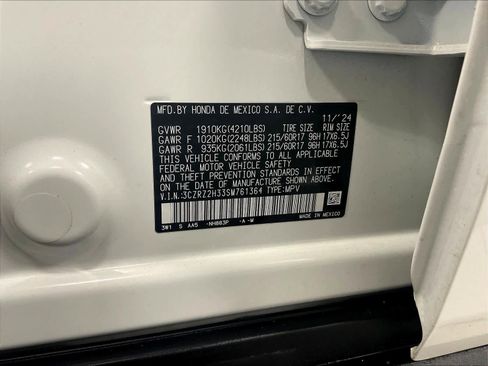 MFD.BY HONDA DE MEXICO S.A. DE C.V.
11/'24
GVWR 1910KG(4210LBS) TIRE SIZE RIM SIZE
GAWR F 1020KG(2248LBS) 215/60R17 96H 17X6.5J
GAWR R 935KG(2061LBS) 215/60R17 96H 17X6.5J
THIS VEHICLE CONFORMS TO ALL APPLICABLE
FEDERAL MOTOR VEHICLE SAFETY
AND THEFT PREVENTION STANDARDS IN EFFECT
ON THE DATE OF MANUFACTURE SHOWN ABOVE.
V.I.N.:3CZRZ2H33SM761364 TYPE:MPV
3W1 S AA5 -NH883P -A -W
MADE IN
MEXICO